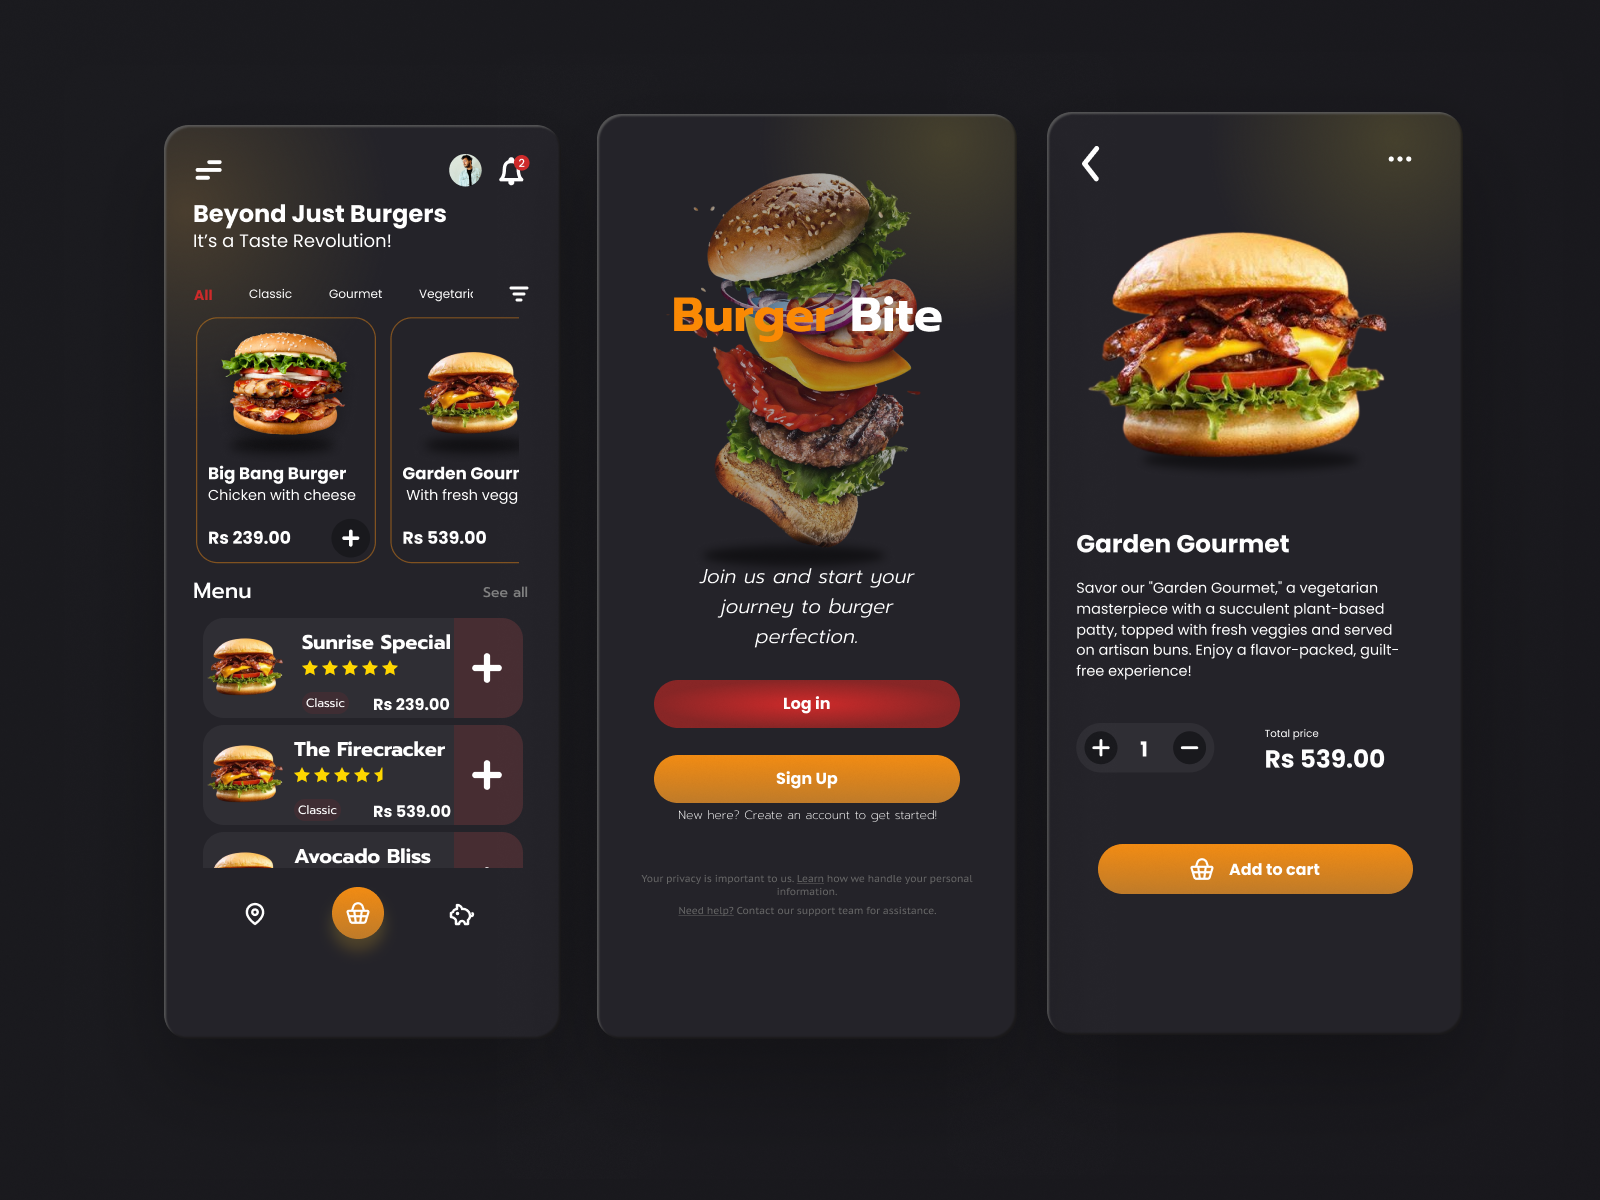 2
Beyond Just Burgers
It's a Taste Revolution!
All Classic Gourmet Vegetaric
Big Bang Burger
Chicken with cheese
Rs 239.00
Garden Gourr
With fresh vegg
Rs 539.00
Menu
See all
Sunrise Special
Classic
Rs 239.00
The Firecracker
Classic
Rs 539.00
Avocado Bliss
Burger Bite
Join us and start your
journey to burger
perfection.
Log in
Sign Up
New here? Create an account to get started!
Your privacy is important to us. Learn how we handle your personal
information.
Need help? Contact our support team for assistance.
Garden Gourmet
Savor our "Garden Gourmet," a vegetarian
masterpiece with a succulent plant-based
patty, topped with fresh veggies and served
on artisan buns. Enjoy a flavor-packed, guilt-
free experience!
1
Total price
Rs 539.00
Add to cart